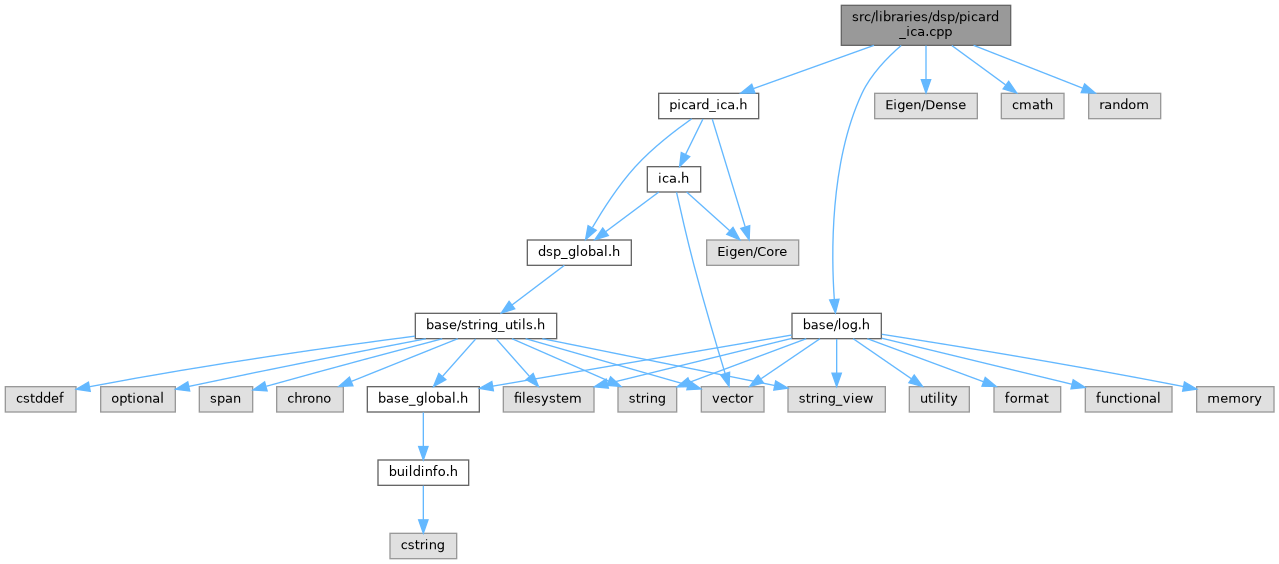 src/libraries/dsp/picard
_ica.cpp
picard_ica.h
Eigen/Dense
cmath
random
ica.h
dsp_global.h
Eigen/Core
base/string_utils.h
base/log.h
cstddef
optional
span
chrono
base_global.h
filesystem
string
vector
string_view
utility
format
functional
memory
buildinfo.h
cstring